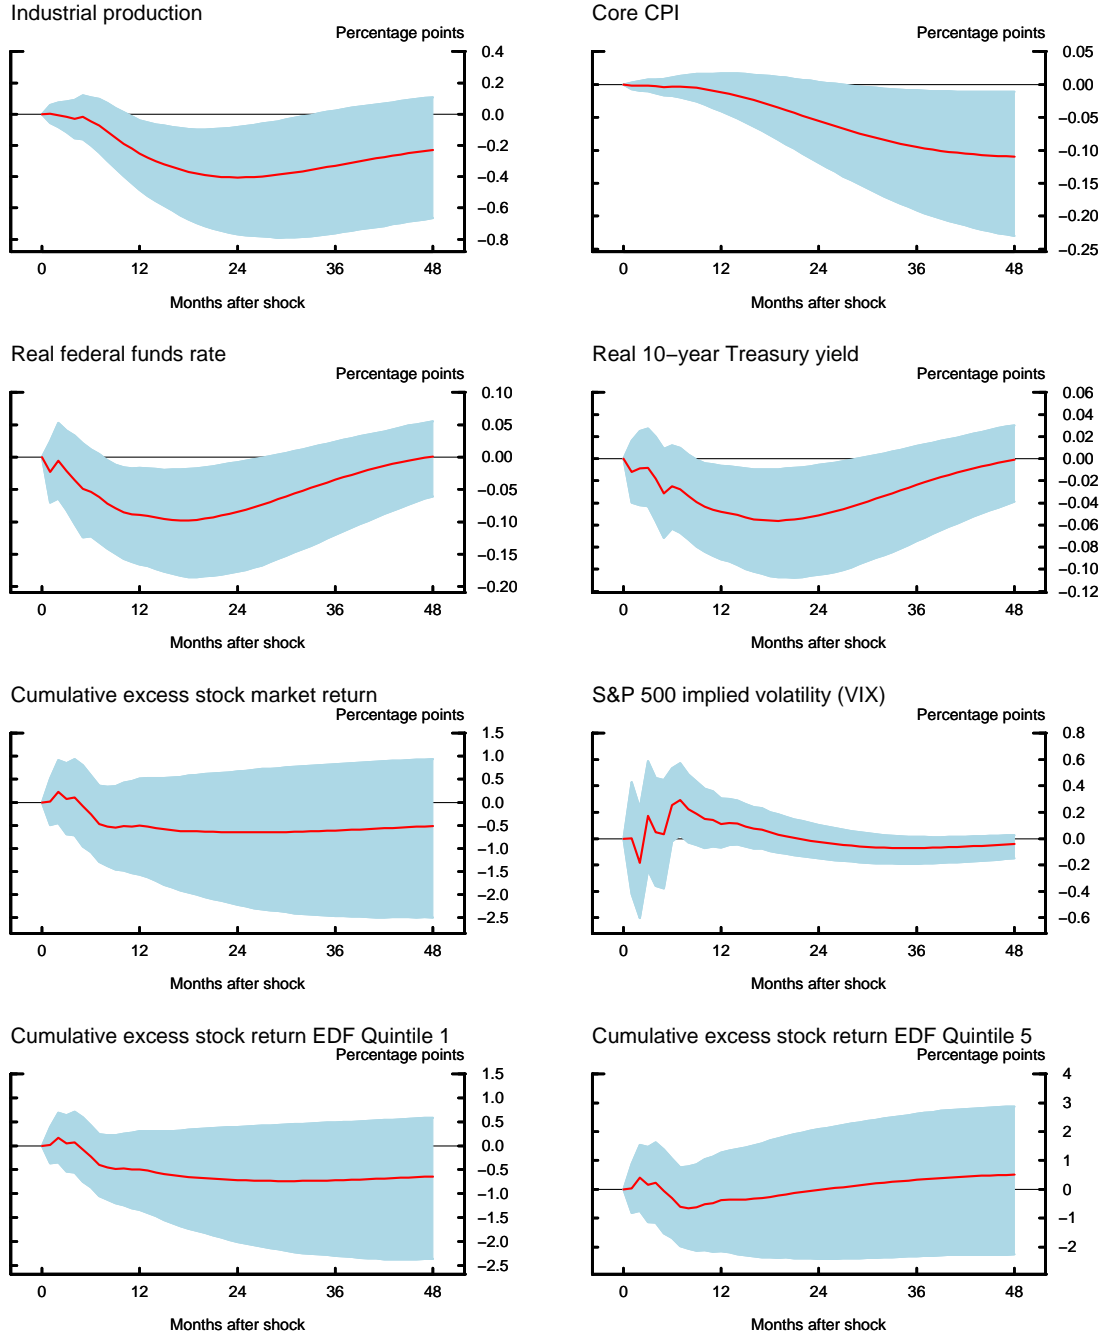 Industrial production
Percentage points
0.4
0.2
0.0
−0.2
−0.4
−0.6
−0.8
0 12 24 36 48
Months after shock
Core CPI
Percentage points
0.05
0.00
−0.05
−0.10
−0.15
−0.20
−0.25
0 12 24 36 48
Months after shock
Real federal funds rate
Percentage points
0.10
0.05
0.00
−0.05
−0.10
−0.15
−0.20
0 12 24 36 48
Months after shock
Real 10−year Treasury yield
Percentage points
0.06
0.04
0.02
0.00
−0.02
−0.04
−0.06
−0.08
−0.10
−0.12
0 12 24 36 48
Months after shock
Cumulative excess stock market return
Percentage points
1.5
1.0
0.5
0.0
−0.5
−1.0
−1.5
−2.0
−2.5
0 12 24 36 48
Months after shock
S&P 500 implied volatility (VIX)
Percentage points
0.8
0.6
0.4
0.2
0.0
−0.2
−0.4
−0.6
0 12 24 36 48
Months after shock
Cumulative excess stock return EDF Quintile 1
Percentage points
1.5
1.0
0.5
0.0
−0.5
−1.0
−1.5
−2.0
−2.5
0 12 24 36 48
Months after shock
Cumulative excess stock return EDF Quintile 5
Percentage points
4
3
2
1
0
−1
−2
0 12 24 36 48
Months after shock